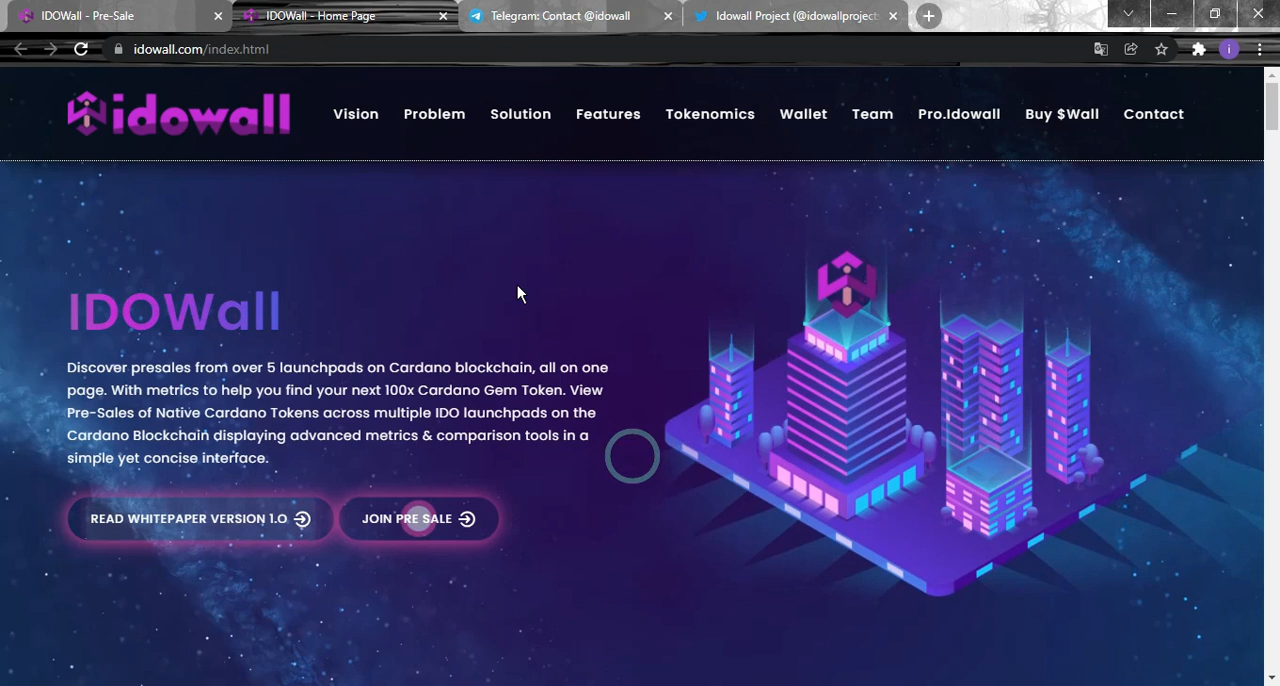 IDOWall - Pre-Sale
IDOWall - Home Page
Telegram: Contact @idowall
Idowall Project (@idowallproject
idowall.com/index.html
i
idowall
Vision
Problem
Solution
Features
Tokenomics
Wallet
Team
Pro.Idowall
Buy $Wall
Contact
IDOWall
Discover presales from over 5 launchpads on Cardano blockchain, all on one
page. With metrics to help you find your next 100x Cardano Gem Token. View
Pre-Sales of Native Cardano Tokens across multiple IDO launchpads on the
Cardano Blockchain displaying advanced metrics & comparison tools in a
simple yet concise interface.
READ WHITEPAPER VERSION 1.O
JOIN PRE SALE